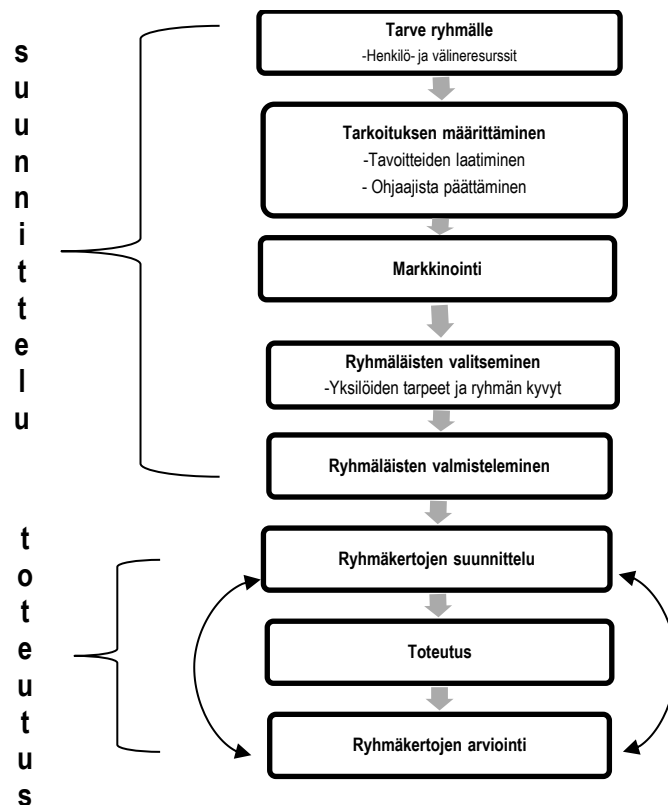 suunnittelu
Tarve ryhmälle
-Henkilö- ja välineresurssit
Tarkoituksen määrittäminen
-Tavoitteiden laatiminen
- Ohjaajista päättäminen
Markkinointi
Ryhmäläisten valitseminen
-Yksilöiden tarpeet ja ryhmän kyvyt
Ryhmäläisten valmisteleminen
toteutus
Ryhmäkertojen suunnittelu
Toteutus
Ryhmäkertojen arviointi